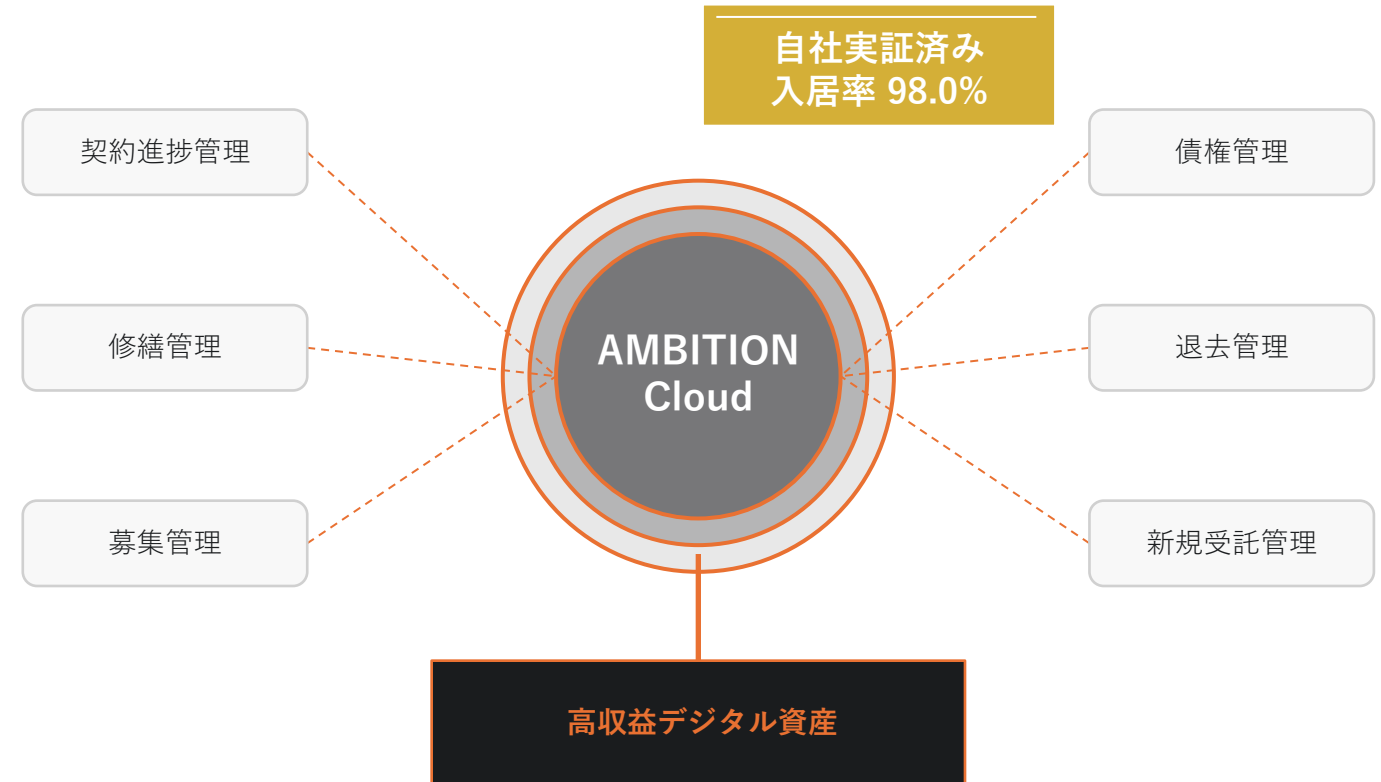 自社実証済み
入居率 98.0%
契約進捗管理
債権管理
修繕管理
AMBITION
Cloud
退去管理
募集管理
新規受託管理
高収益デジタル資産